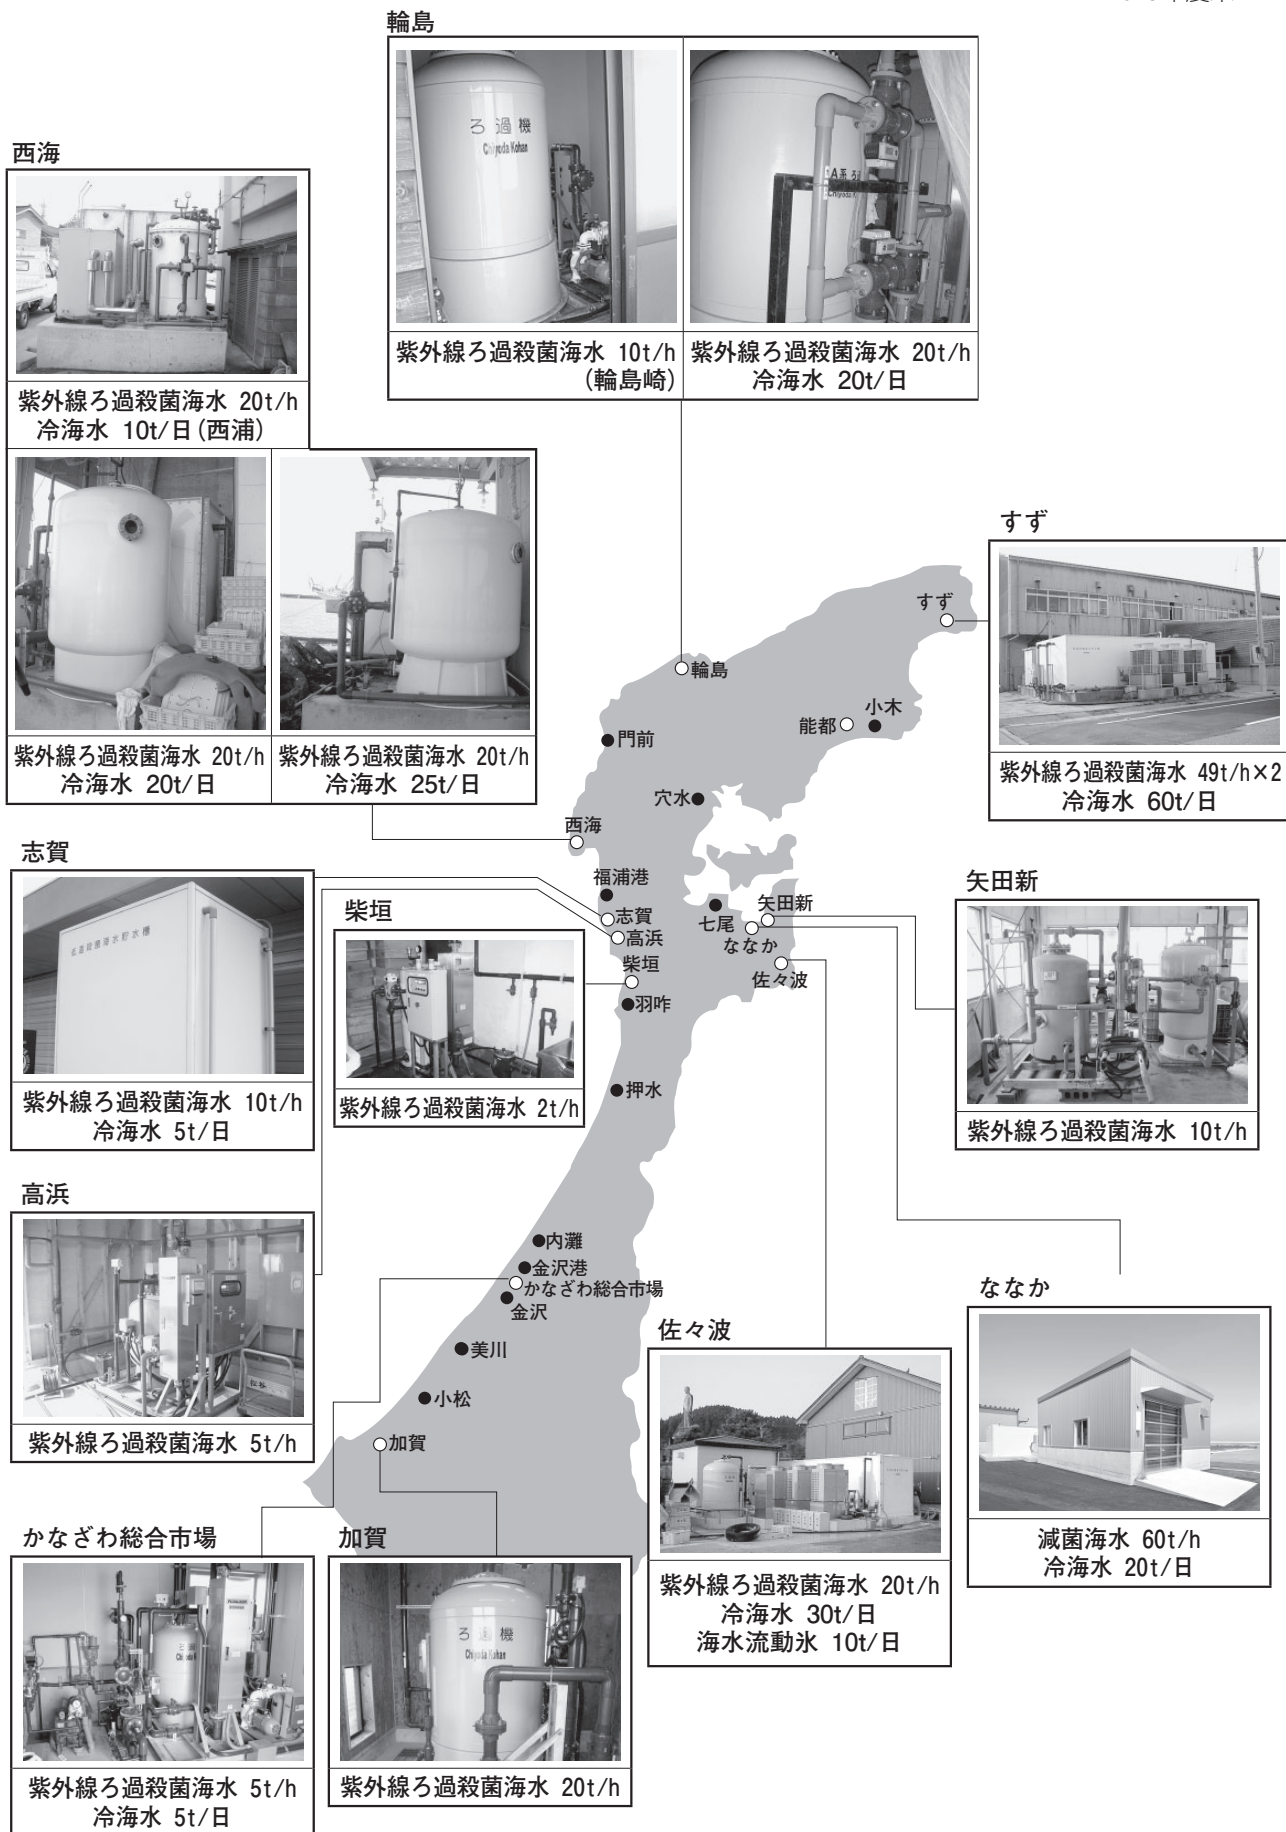 輪島
ろ過機
Chiyoda Kohan
紫外線ろ過殺菌海水 10t/h
(輪島崎)
紫外線ろ過殺菌海水 20t/h
冷海水 20t/日
西海
紫外線ろ過殺菌海水 20t/h
冷海水 10t/日(西浦)
紫外線ろ過殺菌海水 20t/h
冷海水 20t/日
紫外線ろ過殺菌海水 20t/h
冷海水 25t/日
すず
紫外線ろ過殺菌海水 49t/h×2
冷海水 60t/日
すず
輪島
能都
小木
門前
穴水
西海
福浦港
志賀
高浜
柴垣
羽咋
七尾
矢田新
ななか
佐々波
押水
内灘
金沢港
かなざわ総合市場
金沢
美川
小松
加賀
志賀
紫外線ろ過殺菌海水 10t/h
冷海水 5t/日
柴垣
紫外線ろ過殺菌海水 2t/h
矢田新
紫外線ろ過殺菌海水 10t/h
高浜
紫外線ろ過殺菌海水 5t/h
ななか
減菌海水 60t/h
冷海水 20t/日
佐々波
紫外線ろ過殺菌海水 20t/h
冷海水 30t/日
海水流動氷 10t/日
かなざわ総合市場
紫外線ろ過殺菌海水 5t/h
冷海水 5t/日
加賀
ろ過機
Chiyoda Kohan
紫外線ろ過殺菌海水 20t/h